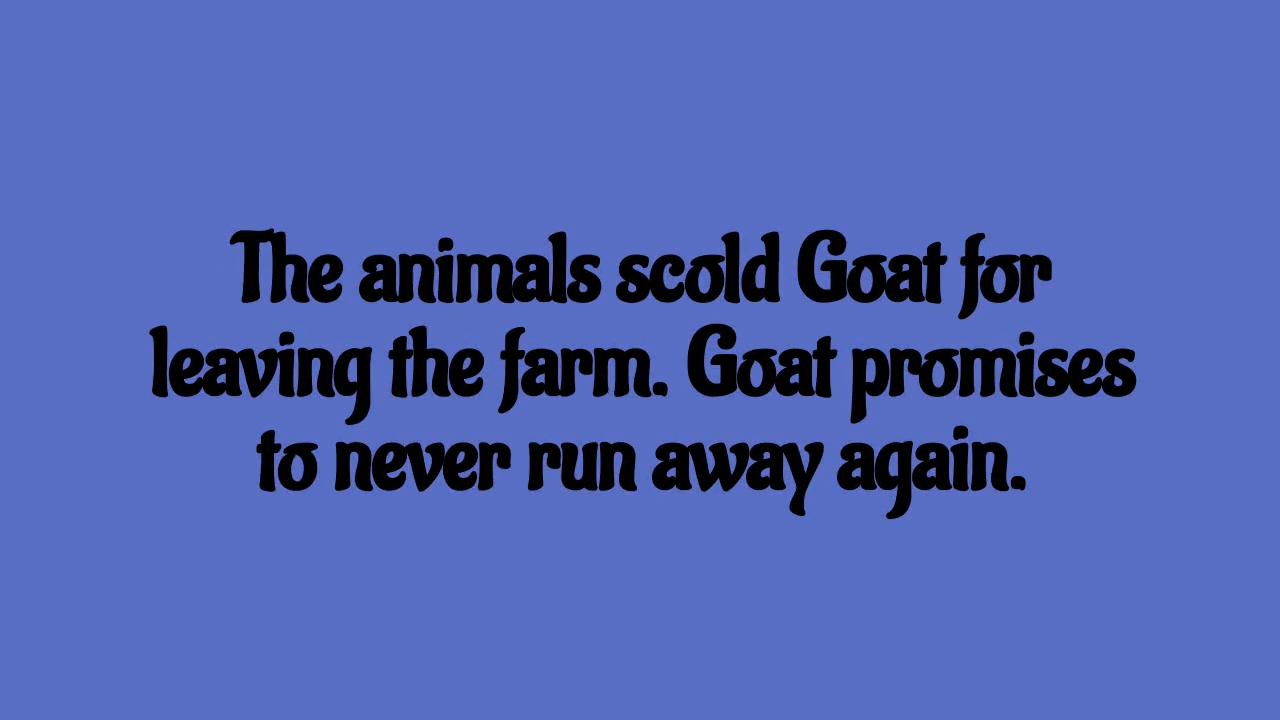 The animals scold Goat for
leaving the farm. Goat promises
to never run away again.